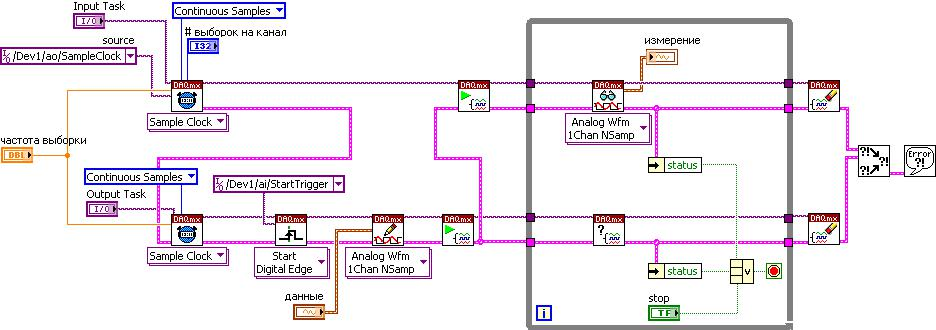 Input Task
I/O
Continuous Samples
# выборок на канал
I32
source
I/O /Dev1/ao/SampleClock
DAQmx
Sample Clock
DAQmx
измерение
DAQmx
Analog Wfm
1Chan NSamp
DAQmx
status
частота выборки
DBL
?!
?!
?!
Error
?!
Continuous Samples
Output Task
I/O
/Dev1/ai/StartTrigger
DAQmx
Sample Clock
DAQmx
Start
Digital Edge
DAQmx
Analog Wfm
1Chan NSamp
DAQmx
DAQmx
?
DAQmx
status
v
данные
i
stop
TF